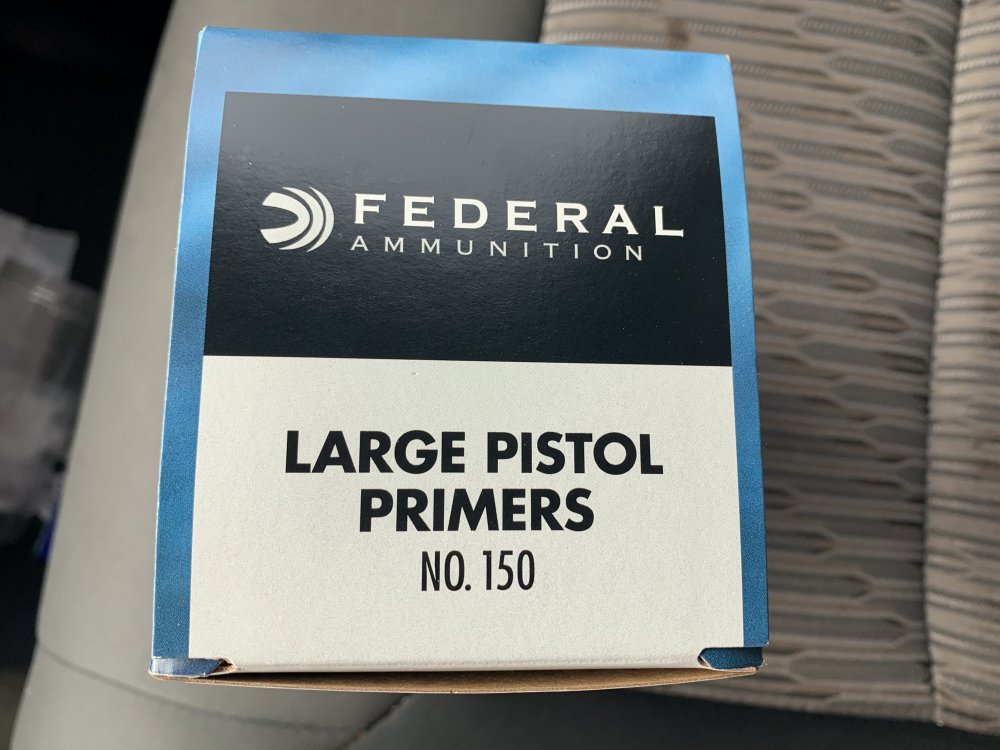 FEDERAL
AMMUNITION
LARGE PISTOL
PRIMERS
NO. 150